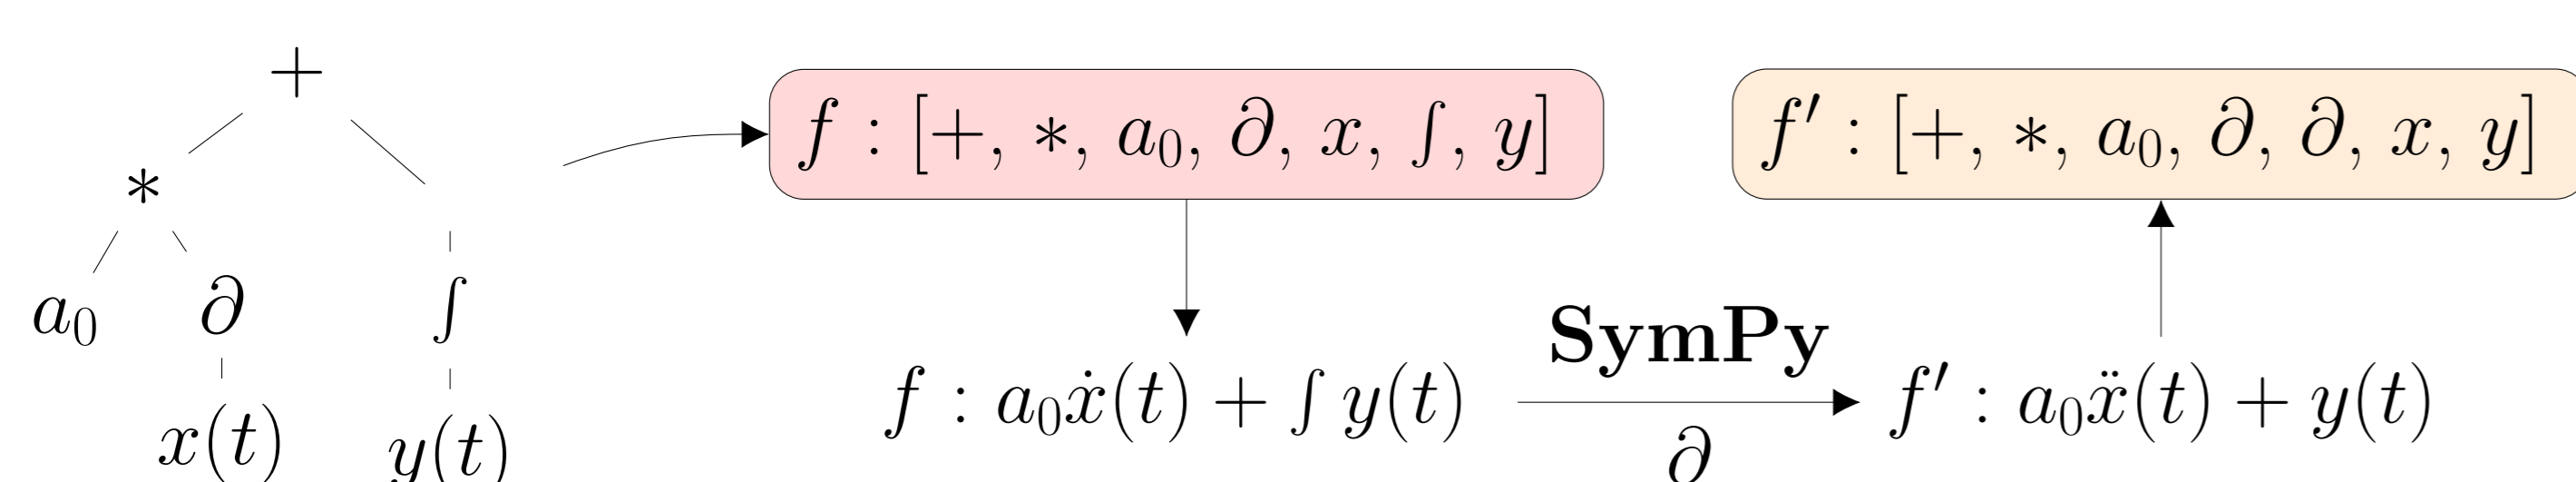 +
*
a₀ ∂ ∫
x(t) y(t)
f : [+, *, a₀, ∂, x, ∫, y]
f : a₀ẋ(t) + ∫ y(t)
SymPy
∂
f′ : a₀ẍ(t) + y(t)
f′ : [+, *, a₀, ∂, ∂, x, y]